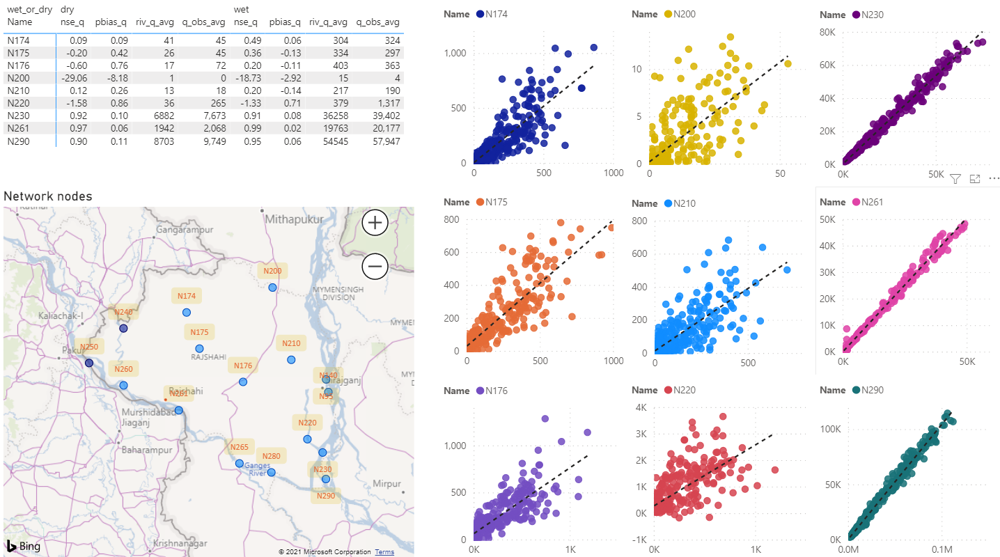 wet_or_dry dry wet
Name nse_q pbias_q riv_q_avg q_obs_avg nse_q pbias_q riv_q_avg q_obs_avg
N174 0.09 0.09 41 45 0.49 0.06 304 324
N175 -0.20 0.42 26 45 0.36 -0.13 334 297
N176 -0.60 0.76 17 72 0.20 -0.11 403 363
N200 -29.06 -8.18 1 0 -18.73 -2.92 15 4
N210 0.12 0.26 13 18 0.20 -0.14 217 190
N220 -1.58 0.86 36 265 -1.33 0.71 379 1,317
N230 0.92 0.10 6882 7,673 0.91 0.08 36258 39,402
N261 0.97 0.06 1942 2,068 0.99 0.02 19763 20,177
N290 0.90 0.11 8703 9,749 0.95 0.06 54545 57,947
Network nodes
Mithapukur
Gangarampur
N200
MYMENSINGH
DIVISION
N174
N240
Kaliachak-I
N175
N250
Pakur
RAJSHAHI
N210
N176
N260
N140
N95
N261
Rajshahi
Murshidabad
Jiaganj
N220
Baharampur
N265
N280
Ganges
River
N230
Mirpur
N290
Krishnanagar
Bing
© 2021 Microsoft Corporation Terms
Name N174
1,000
500
0
0 500 1000
Name N200
10
5
0
0 50
Name N230
80K
60K
40K
20K
0K
0K 50K
Name N175
800
600
400
200
0
0 500 1000
Name N210
800
600
400
200
0
0 500
Name N261
50K
40K
30K
20K
10K
0K
0K 50K
Name N176
1,000
500
0
0K 1K
Name N220
4K
3K
2K
1K
0K
-1K
0K 1K
Name N290
100K
50K
0K
0.0M 0.1M